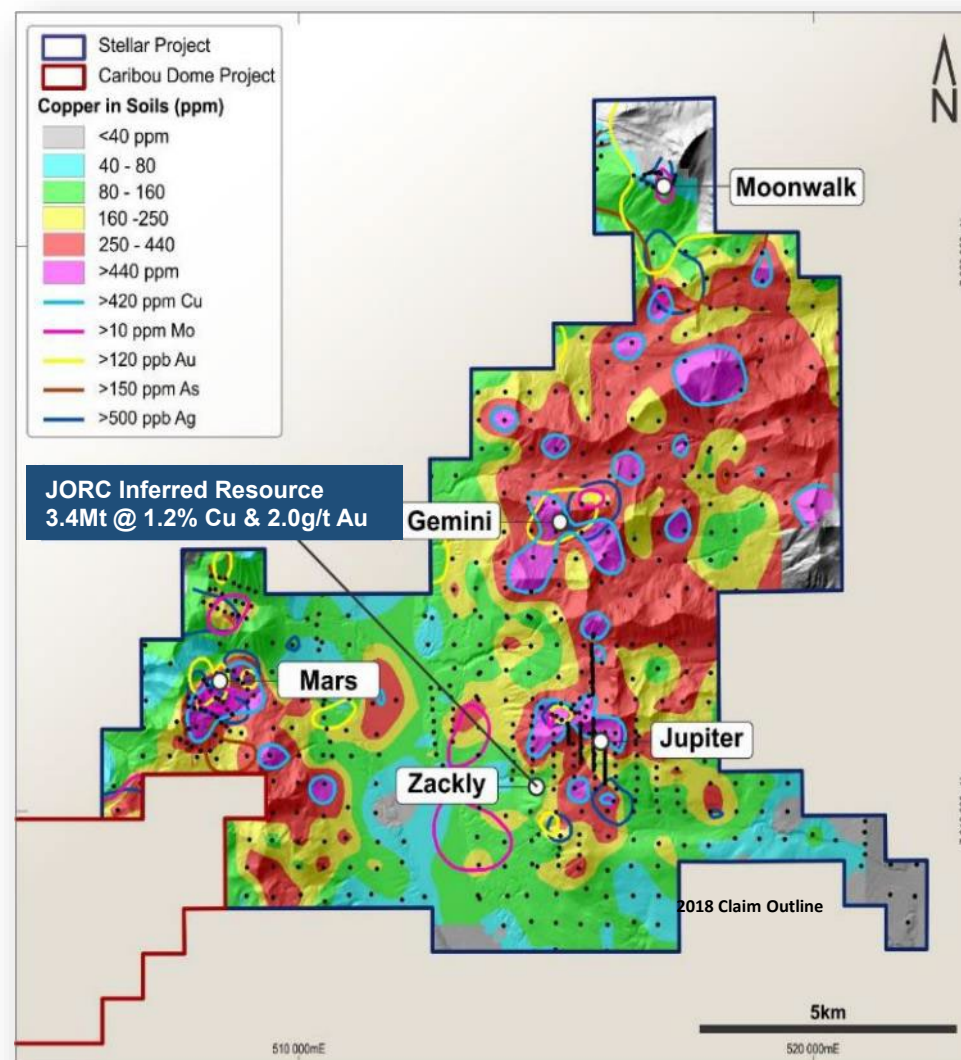 Stellar Project
Caribou Dome Project
Copper in Soils (ppm)
<40 ppm
40 - 80
80 - 160
160 -250
250 - 440
>440 ppm
>420 ppm Cu
>10 ppm Mo
>120 ppb Au
>150 ppm As
>500 ppb Ag
N
Moonwalk
JORC Inferred Resource
3.4Mt @ 1.2% Cu & 2.0g/t Au
Gemini
Mars
Jupiter
Zackly
2018 Claim Outline
5km
510 000mE
520 000mE